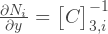 ∂N_i/∂y = [C]^{-1}_{3,i}